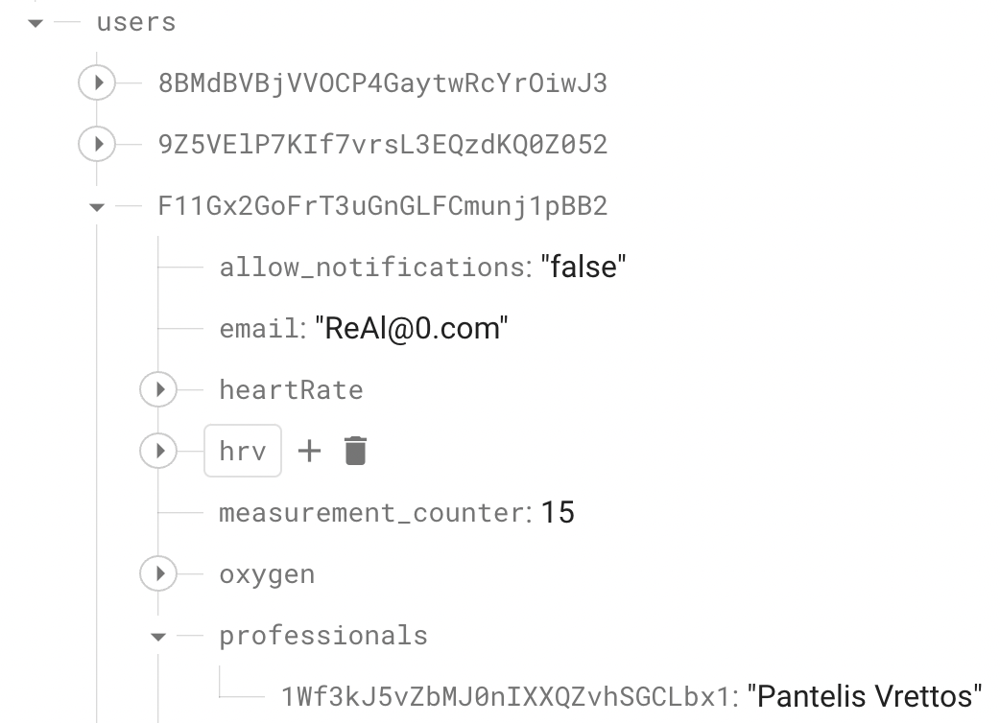 users
8BMdBVBjVVOCP4GaytwRcYrOiwJ3
9Z5VElP7KIf7vrsL3EQzdKQ0Z052
F11Gx2GoFrT3uGnGLFCmunj1pBB2
allow_notifications: "false"
email: "ReAl@0.com"
heartRate
hrv
measurement_counter: 15
oxygen
professionals
1Wf3kJ5vZbMJ0nIXXQZvhSGCLbx1: "Pantelis Vrettos"